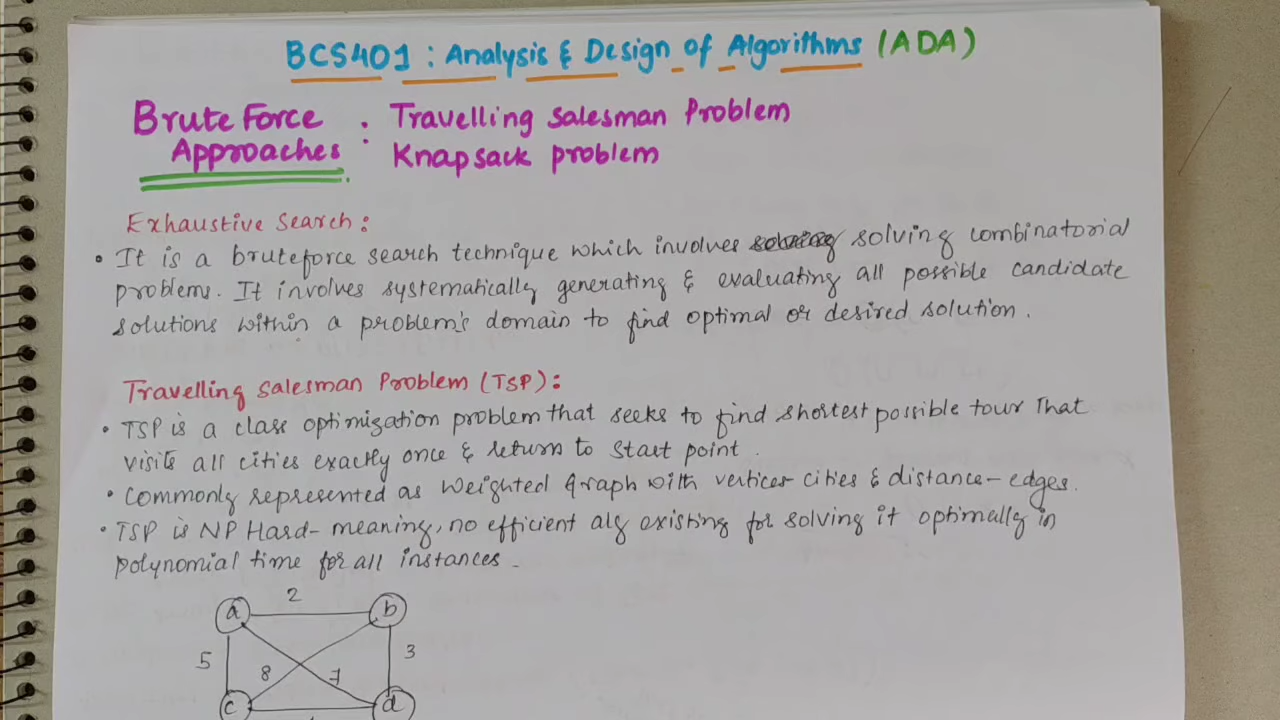 BCS401 : Analysis & Design of Algorithms (ADA)
Brute Force Approaches : Travelling Salesman Problem
Knapsack problem
Exhaustive Search :
• It is a bruteforce search technique which involves solving combinatorial
problems. It involves systematically generating & evaluating all possible candidate
solutions within a problem's domain to find optimal or desired solution.
Travelling Salesman Problem (TSP) :
• TSP is a class optimization problem that seeks to find shortest possible tour that
visits all cities exactly once & return to start point.
• Commonly represented as weighted Graph with vertices - cities & distance - edges.
• TSP is NP Hard - meaning, no efficient alg existing for solving it optimally in
polynomial time for all instances.
a 2 b
5 8 7 3
c d